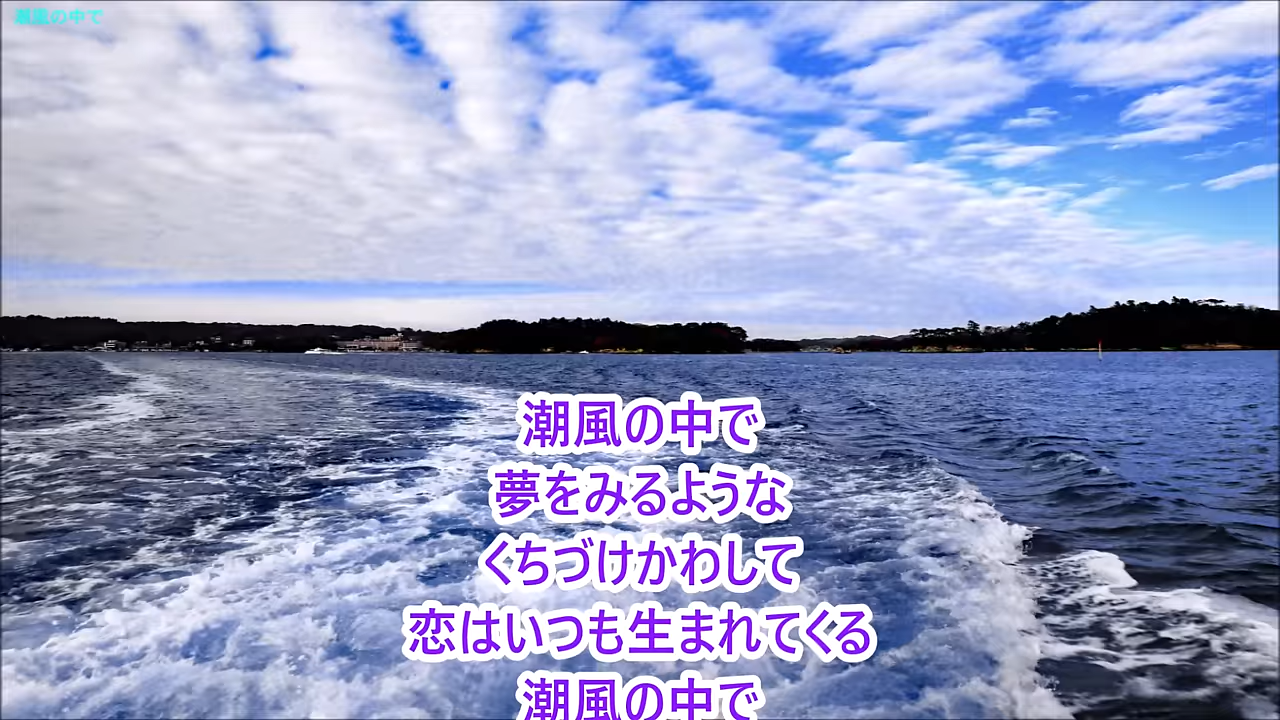 潮風の中で
潮風の中で
夢をみるような
くちづけかわして
恋はいつも生まれてくる
潮風の中で